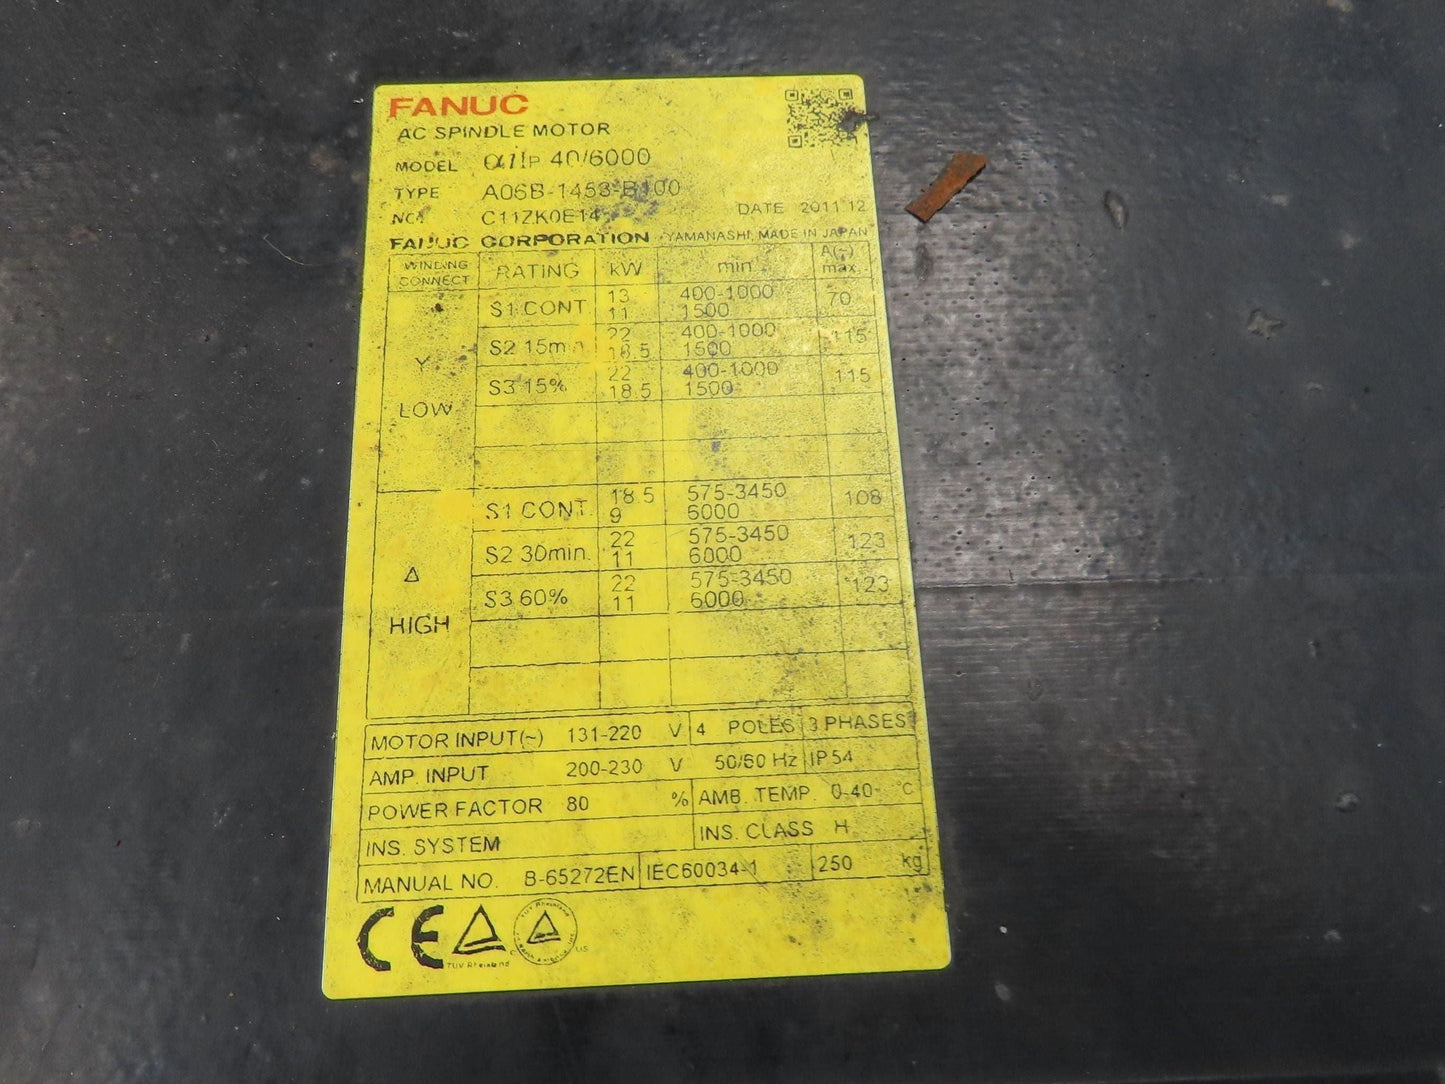 FANUC
AC SPINDLE MOTOR
MODEL αiIP 40/6000
TYPE A06B-1453-B100
NO. C11ZK0E14
DATE 2011.12
FANUC CORPORATION YAMANASHI, MADE IN JAPAN
WINDING CONNECT RATING kW min A(~) max.
Y LOW
S1 CONT. 13 400-1000 70
11 1500
S2 15min. 22 400-1000 115
18.5 1500
S3 15% 22 400-1000 115
18.5 1500
Δ HIGH
S1 CONT. 18.5 575-3450 108
9 6000
S2 30min. 22 575-3450 123
11 6000
S3 60% 22 575-3450 123
11 6000
MOTOR INPUT(~) 131-220 V 4 POLES 3 PHASES
AMP. INPUT 200-230 V 50/60 Hz IP54
POWER FACTOR 80 % AMB. TEMP. 0-40 °C
INS. SYSTEM INS. CLASS H
MANUAL NO. B-65272EN IEC60034-1 250 kg
CE
TÜV Rheinland
TÜV Rheinland
C US